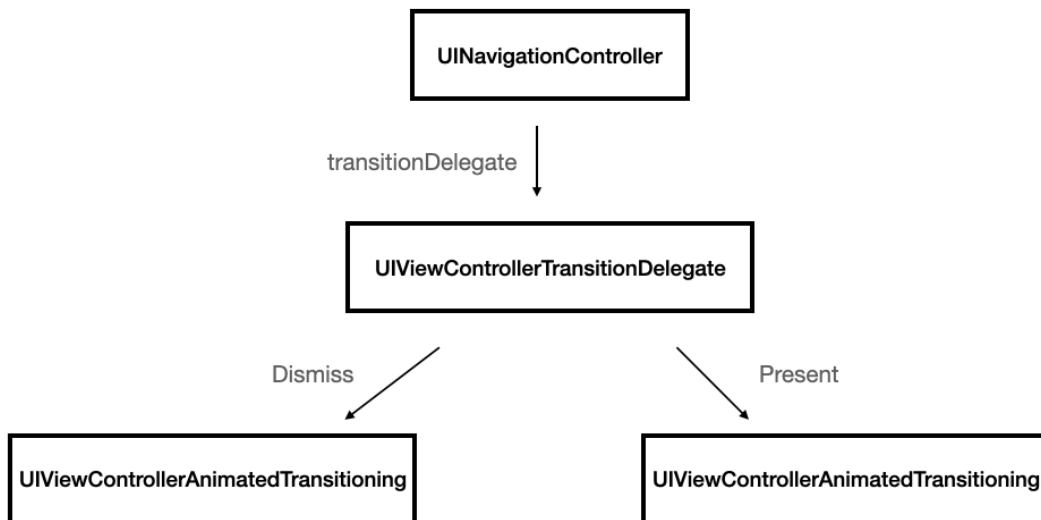 UINavigationController
transitionDelegate
UIViewControllerTransitionDelegate
Dismiss
Present
UIViewControllerAnimatedTransitioning
UIViewControllerAnimatedTransitioning